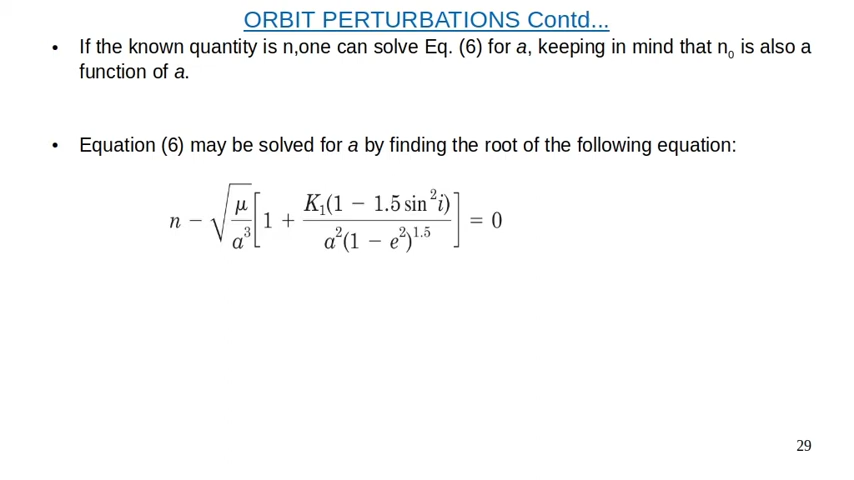 ORBIT PERTURBATIONS Contd...
• If the known quantity is n,one can solve Eq. (6) for a, keeping in mind that n₀ is also a
function of a.
• Equation (6) may be solved for a by finding the root of the following equation:
n − √(μ/a³) [1 + K₁(1 − 1.5 sin²i) / a²(1 − e²)^1.5] = 0
29